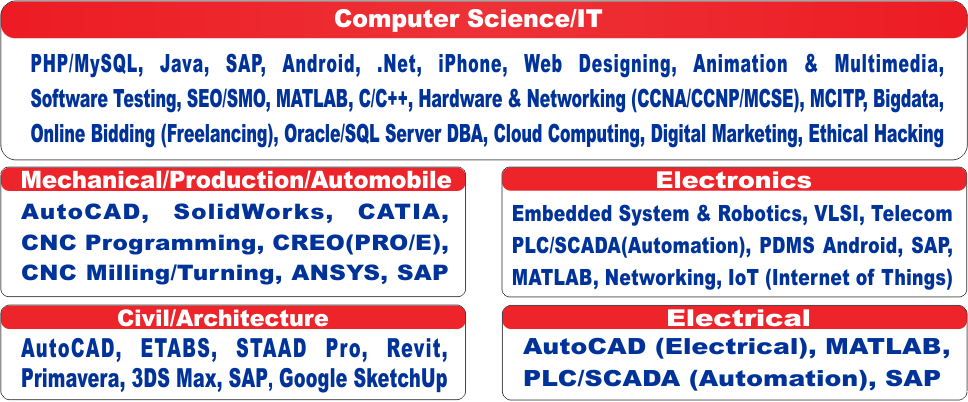 Computer Science/IT
PHP/MySQL, Java, SAP, Android, .Net, iPhone, Web Designing, Animation & Multimedia,
Software Testing, SEO/SMO, MATLAB, C/C++, Hardware & Networking (CCNA/CCNP/MCSE), MCITP, Bigdata,
Online Bidding (Freelancing), Oracle/SQL Server DBA, Cloud Computing, Digital Marketing, Ethical Hacking
Mechanical/Production/Automobile
AutoCAD, SolidWorks, CATIA,
CNC Programming, CREO(PRO/E),
CNC Milling/Turning, ANSYS, SAP
Electronics
Embedded System & Robotics, VLSI, Telecom
PLC/SCADA(Automation), PDMS Android, SAP,
MATLAB, Networking, IoT (Internet of Things)
Civil/Architecture
AutoCAD, ETABS, STAAD Pro, Revit,
Primavera, 3DS Max, SAP, Google SketchUp
Electrical
AutoCAD (Electrical), MATLAB,
PLC/SCADA (Automation), SAP